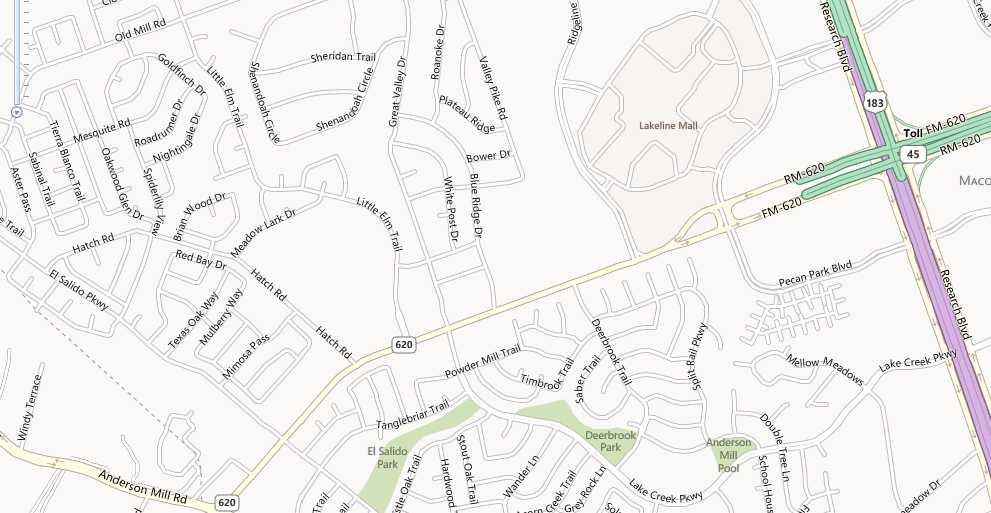 Old Mill Rd
Ridgeline
Research Blvd
Roanoke Dr
Sheridan Trail
Goldfinch Dr
Valley Pike Rd
Great Valley Dr
Shenandoah Circle
Little Elm Trail
Shenandoah Circle
183
Plateau Ridge
Toll
FM-620
Mesquite Rd
Roadrunner Dr
Lakeline Mall
Nightingale Dr
Tierra Blanco Trail
RM-620
45
Bower Dr
Sabinal Trail
Oakwood Glen Dr
Spiderlily View
RM-620
Aster Pass
White Post Dr
Blue Ridge Dr
FM-620
Brian Wood Dr
Little Elm Trail
Meadow Lark Dr
Hatch Rd
Red Bay Dr
El Salido Pkwy
Hatch Rd
Pecan Park Blvd
Research Blvd
Texas Oak Way
Mulberry Way
Hatch Rd
620
Mimosa Pass
Deerbrook Trail
Split Rail Pkwy
Powder Mill Trail
Timbrook Trail
Saber Trail
Mellow Meadows
Lake Creek Pkwy
Windy Terrace
Tanglebriar Trail
El Salido
Park
Deerbrook
Park
Anderson
Mill
Pool
Double Tree Ln
Stout Oak Trail
Wander Ln
Anderson Mill Rd
620
Lake Creek Pkwy
Grey Rock Ln